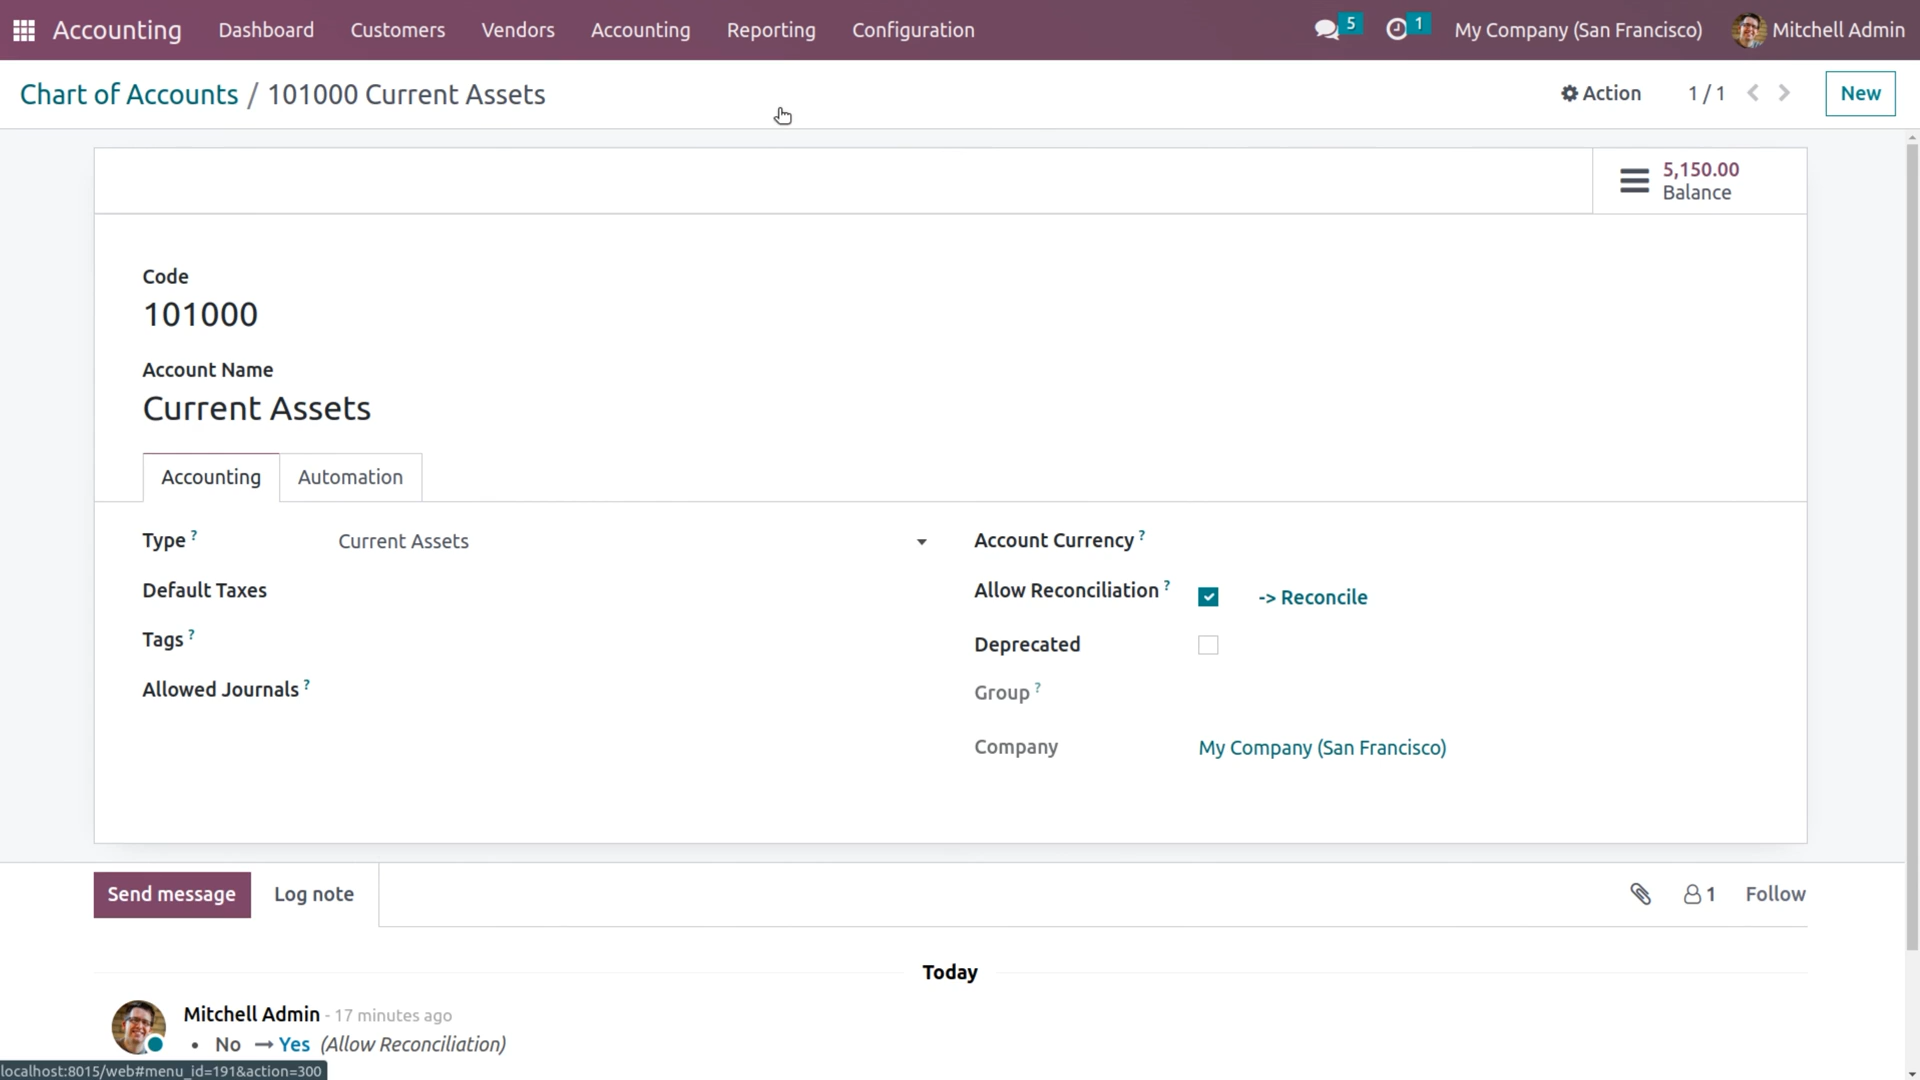 Accounting Dashboard Customers Vendors Accounting Reporting Configuration 5 1 My Company (San Francisco) Mitchell Admin
Chart of Accounts / 101000 Current Assets Action 1 / 1 New
5,150.00
Balance
Code
101000
Account Name
Current Assets
Accounting Automation
Type ? Current Assets Account Currency ?
Default Taxes Allow Reconciliation ? -> Reconcile
Tags ? Deprecated
Allowed Journals ? Group ?
Company My Company (San Francisco)
Send message Log note 1 Follow
Today
Mitchell Admin - 17 minutes ago
• No → Yes (Allow Reconciliation)
localhost:8015/web#menu_id=191&action=300